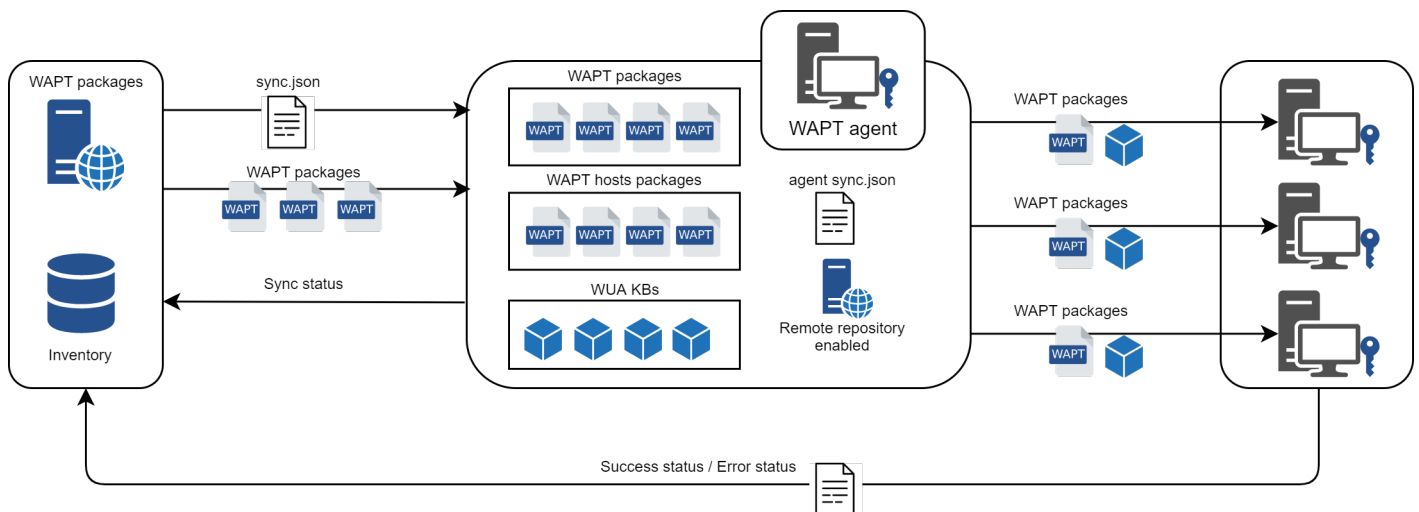 WAPT packages
Inventory
sync.json
WAPT packages
WAPT
WAPT
WAPT
Sync status
WAPT packages
WAPT
WAPT
WAPT
WAPT
WAPT hosts packages
WAPT
WAPT
WAPT
WAPT
WUA KBs
WAPT agent
agent sync.json
Remote repository
enabled
WAPT packages
WAPT
WAPT packages
WAPT
WAPT packages
WAPT
Success status / Error status